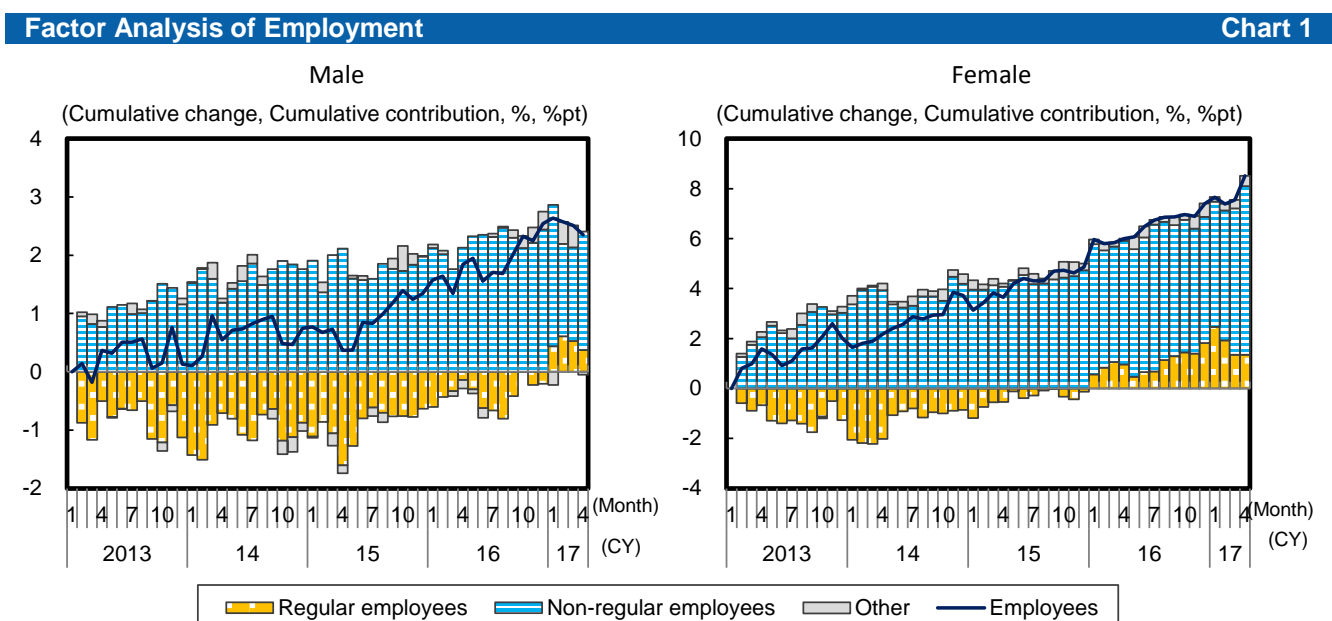 Factor Analysis of Employment Chart 1
Male
(Cumulative change, Cumulative contribution, %, %pt)
4
3
2
1
0
-1
-2
1 4 7 10 1 4 7 10 1 4 7 10 1 4 7 10 1 4 (Month)
2013 14 15 16 17 (CY)
Female
(Cumulative change, Cumulative contribution, %, %pt)
10
8
6
4
2
0
-2
-4
1 4 7 10 1 4 7 10 1 4 7 10 1 4 7 10 1 4 (Month)
2013 14 15 16 17 (CY)
Regular employees Non-regular employees Other Employees